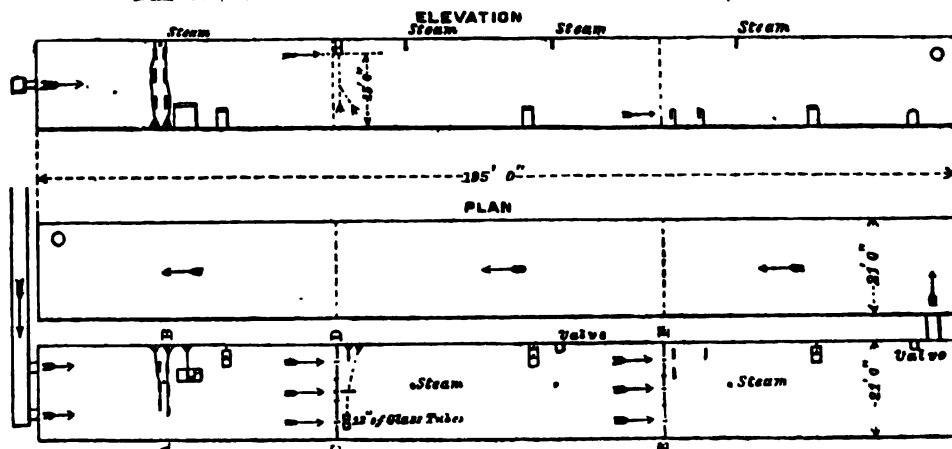 ELEVATION
Steam Steam Steam Steam
15' 0"
195' 0"
PLAN
21' 0"
B D Valve
Valve
Steam Steam 21' 0"
12" of Glass Tubes